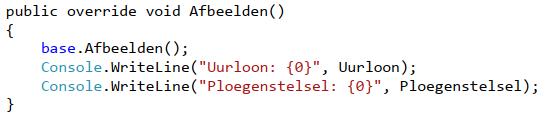 public override void Afbeelden()
{
    base.Afbeelden();
    Console.WriteLine("Uurloon: {0}", Uurloon);
    Console.WriteLine("Ploegenstelsel: {0}", Ploegenstelsel);
}